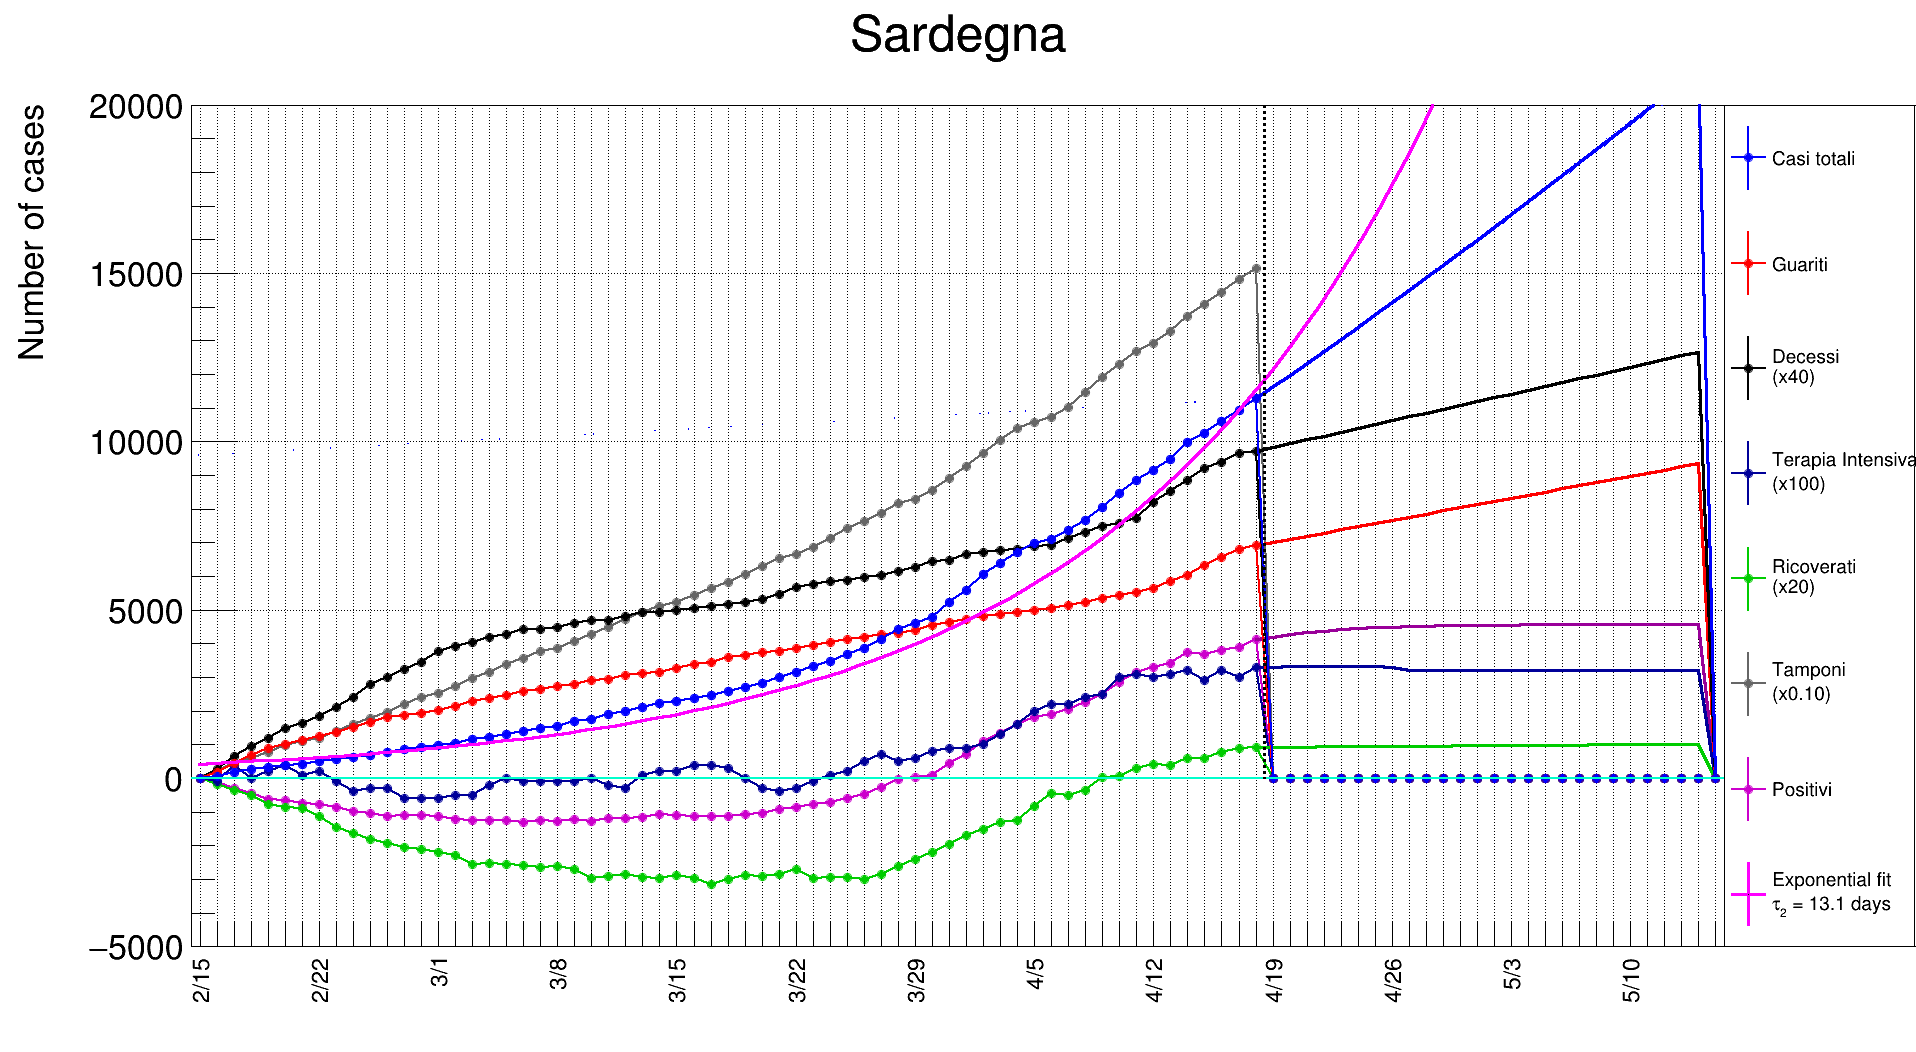 Sardegna
Number of cases
20000
15000
10000
5000
0
−5000
2/15
2/22
3/1
3/8
3/15
3/22
3/29
4/5
4/12
4/19
4/26
5/3
5/10
Casi totali
Guariti
Decessi
(x40)
Terapia Intensiva
(x100)
Ricoverati
(x20)
Tamponi
(x0.10)
Positivi
Exponential fit
τ₂ = 13.1 days